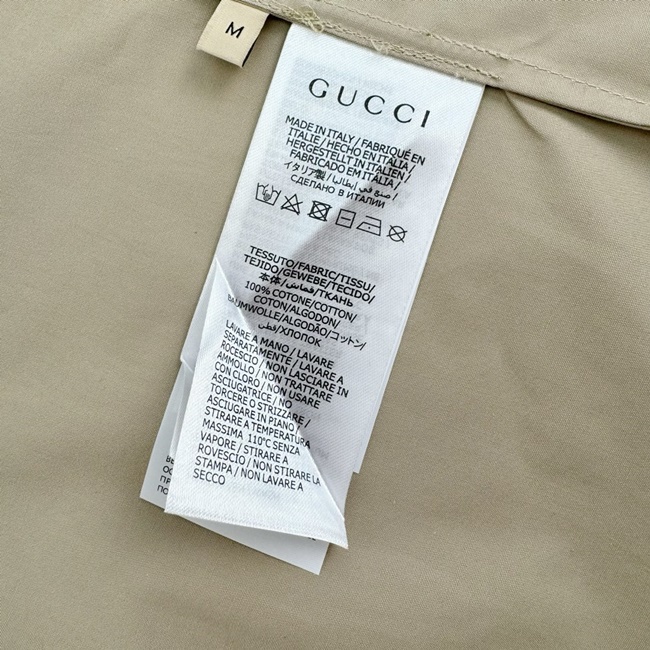 M
GUCCI
MADE IN ITALY / FABRIQUÉ EN
ITALIE / HECHO EN ITALIA /
HERGESTELLT IN ITALIEN /
FABRICADO EM ITALIA /
イタリア製 / صنع في إيطاليا /
СДЕЛАНО В ИТАЛИИ
TESSUTO/FABRIC/TISSU/
TEJIDO/GEWEBE/TECIDO/
本体/قماش/ТКАНЬ
100% COTONE/COTTON/
COTON/ALGODON/
BAUMWOLLE/ALGODÃO/コットン/
قطن/ХЛОПОК
LAVARE A MANO / LAVARE
SEPARATAMENTE / LAVARE A
ROCESCIO / NON LASCIARE IN
AMMOLLO / NON TRATTARE
CON CLORO / NON USARE
ASCIUGATRICE / NO
TORCERE O STRIZZARE /
ASCIUGARE IN PIANO /
STIRARE A TEMPERATURA
MASSIMA 110°C SENZA
VAPORE / STIRARE A
ROVESCIO / NON STIRARE LA
STAMPA / NON LAVARE A
SECCO